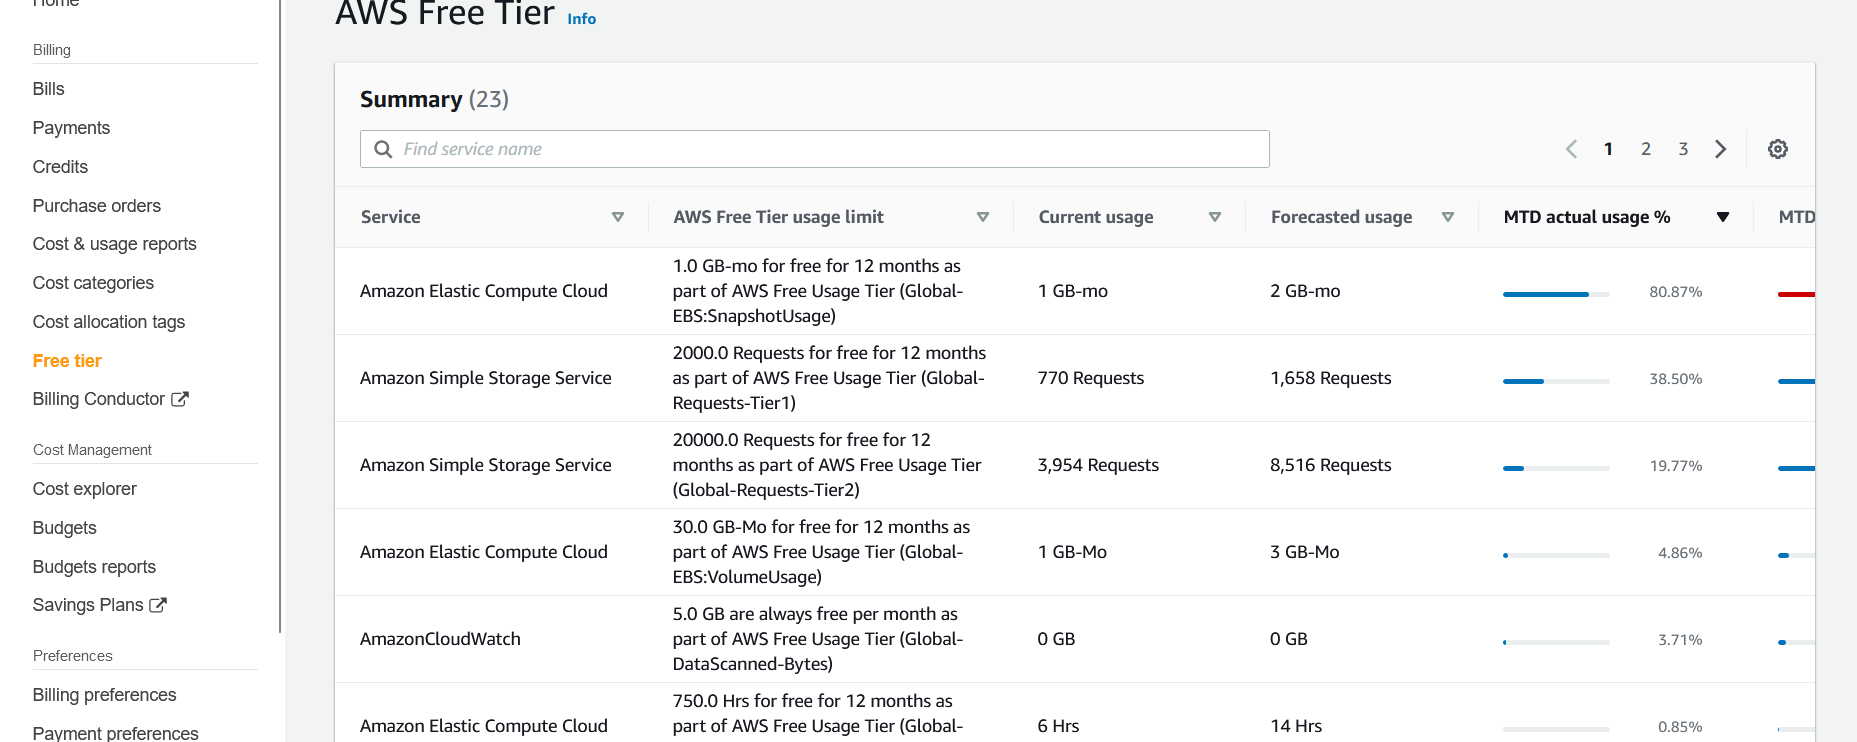 Home
Billing
Bills
Payments
Credits
Purchase orders
Cost & usage reports
Cost categories
Cost allocation tags
Free tier
Billing Conductor
Cost Management
Cost explorer
Budgets
Budgets reports
Savings Plans
Preferences
Billing preferences
Payment preferences
AWS Free Tier Info
Summary (23)
Find service name
1 2 3
Service AWS Free Tier usage limit Current usage Forecasted usage MTD actual usage % MTD
1.0 GB-mo for free for 12 months as
Amazon Elastic Compute Cloud part of AWS Free Usage Tier (Global- 1 GB-mo 2 GB-mo 80.87%
EBS:SnapshotUsage)
2000.0 Requests for free for 12 months
Amazon Simple Storage Service as part of AWS Free Usage Tier (Global- 770 Requests 1,658 Requests 38.50%
Requests-Tier1)
20000.0 Requests for free for 12
Amazon Simple Storage Service months as part of AWS Free Usage Tier 3,954 Requests 8,516 Requests 19.77%
(Global-Requests-Tier2)
30.0 GB-Mo for free for 12 months as
Amazon Elastic Compute Cloud part of AWS Free Usage Tier (Global- 1 GB-Mo 3 GB-Mo 4.86%
EBS:VolumeUsage)
5.0 GB are always free per month as
AmazonCloudWatch part of AWS Free Usage Tier (Global- 0 GB 0 GB 3.71%
DataScanned-Bytes)
750.0 Hrs for free for 12 months as
Amazon Elastic Compute Cloud part of AWS Free Usage Tier (Global- 6 Hrs 14 Hrs 0.85%